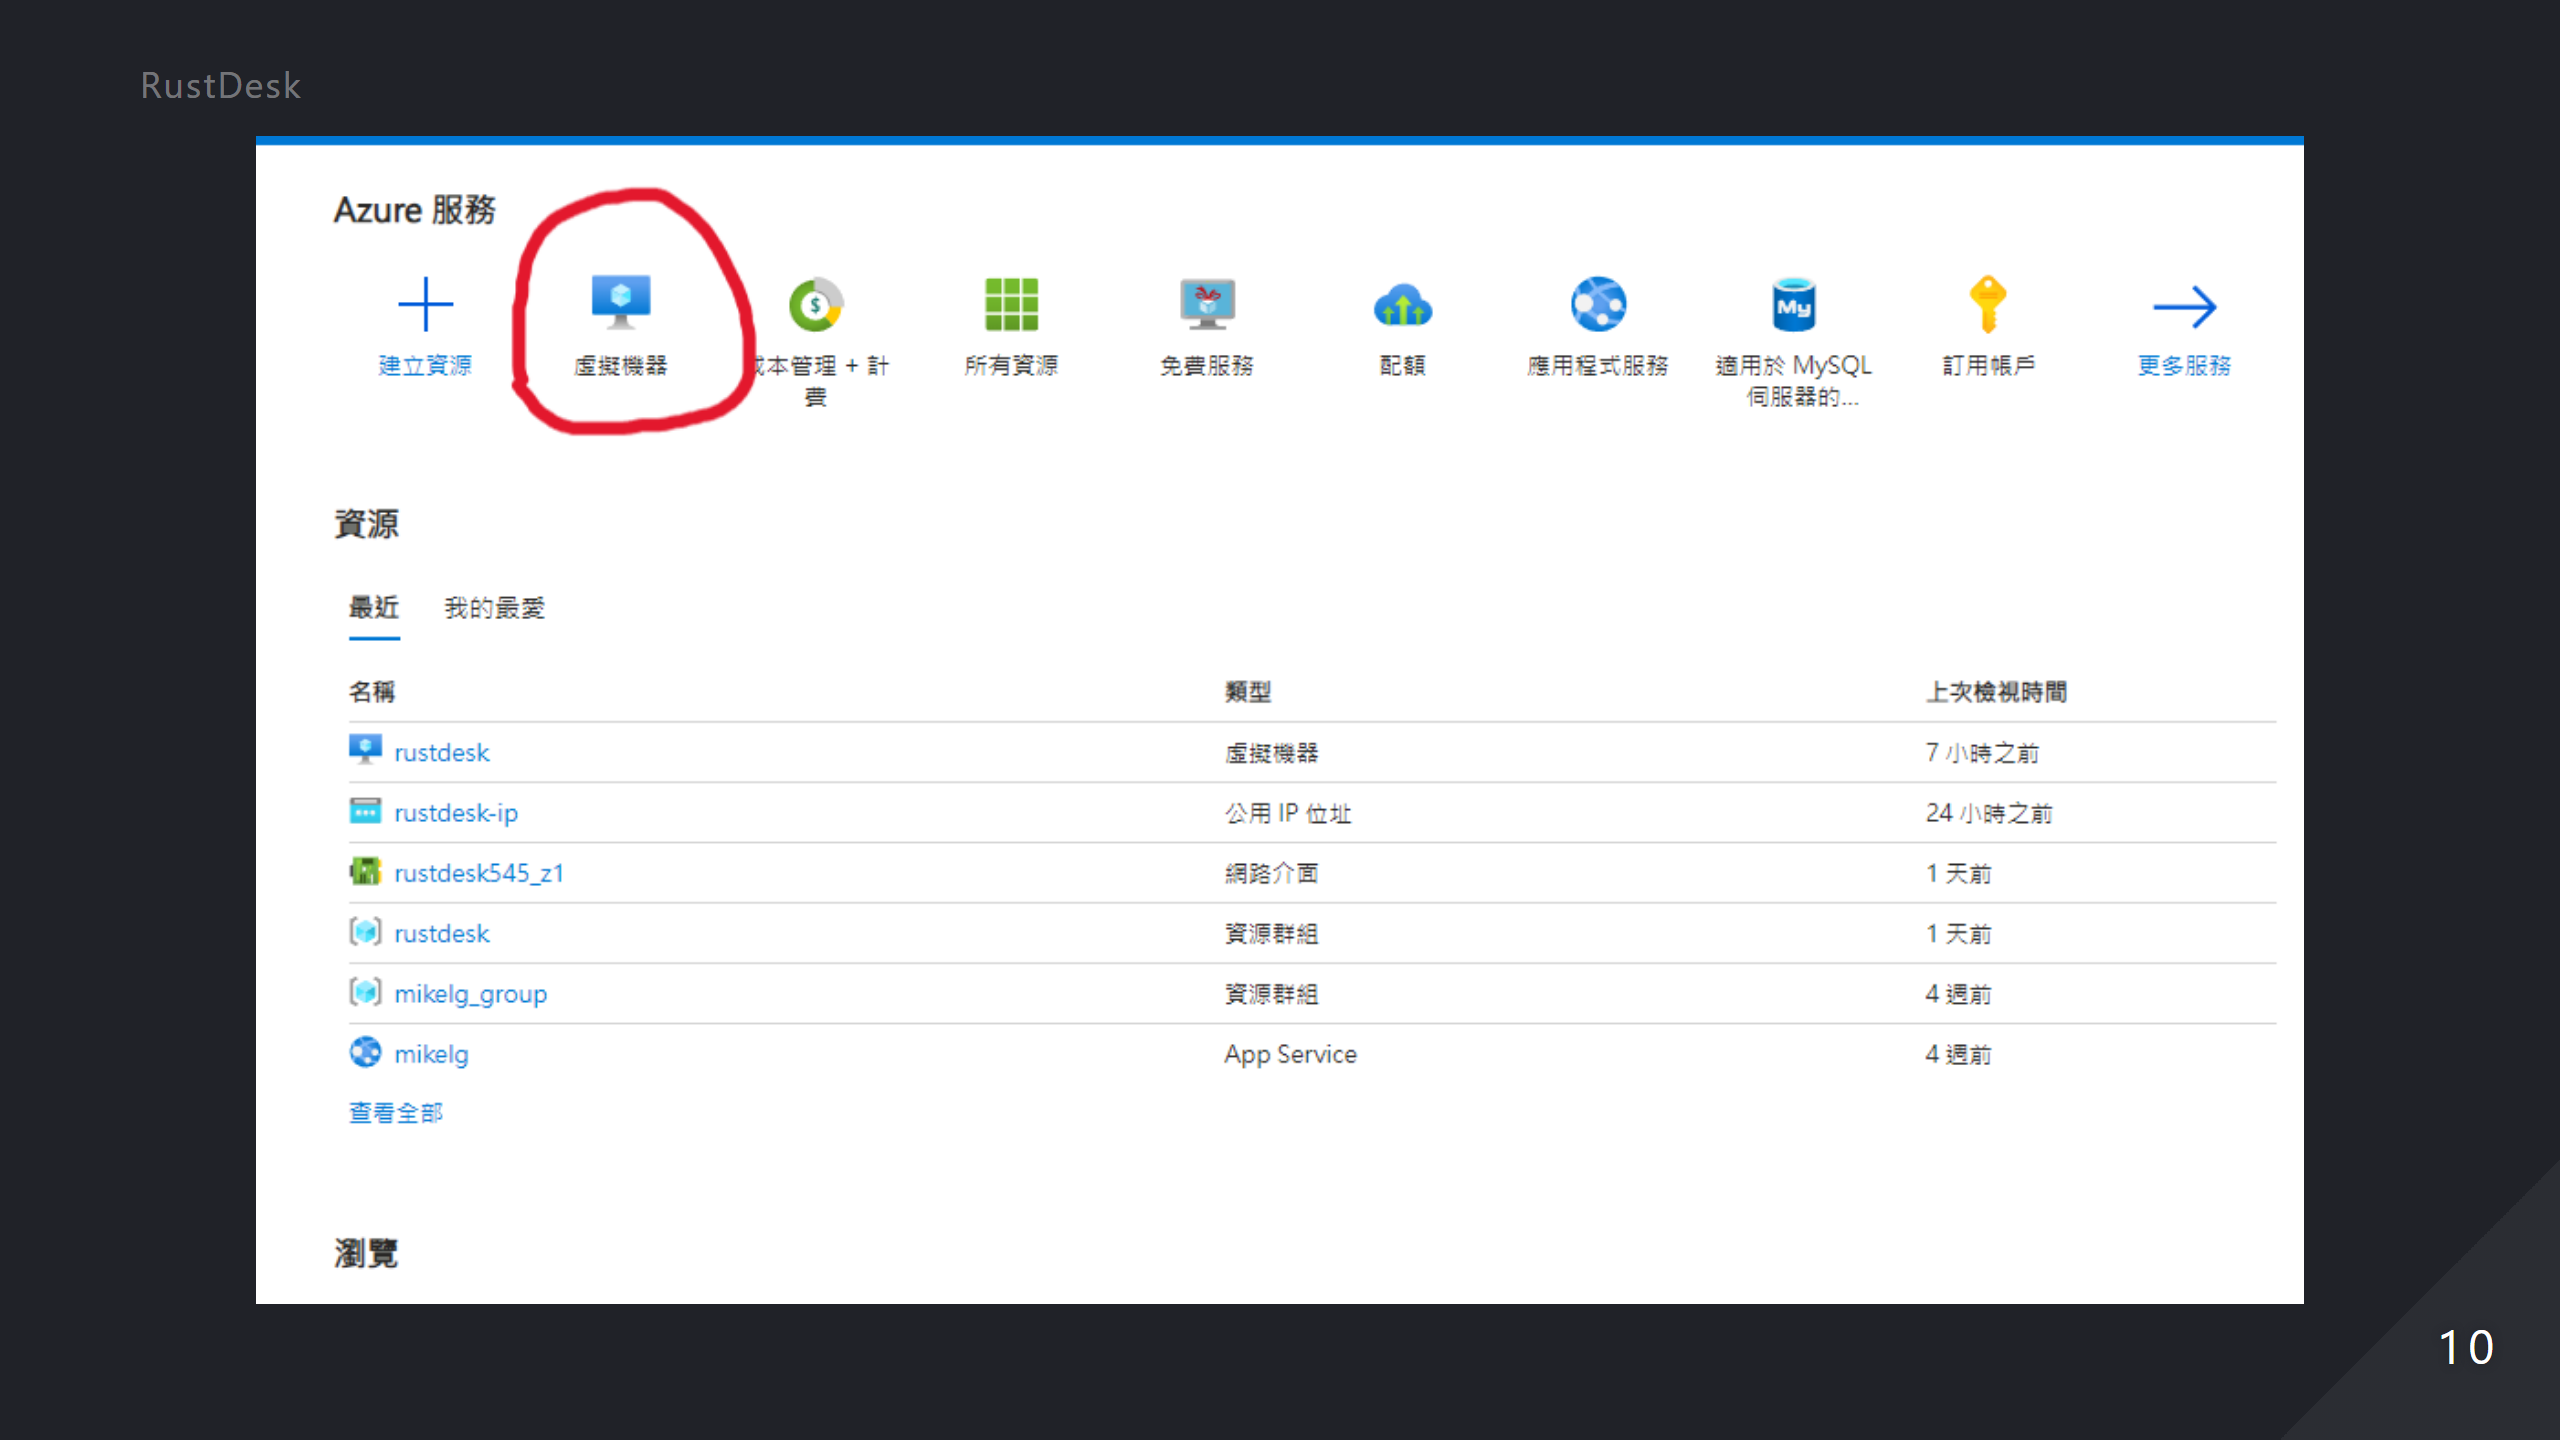 RustDesk
Azure 服務
建立資源
虛擬機器
本管理 + 計
費
所有資源
免費服務
配額
應用程式服務
適用於 MySQL
伺服器的...
訂用帳戶
更多服務
資源
最近 我的最愛
名稱 類型 上次檢視時間
rustdesk 虛擬機器 7 小時之前
rustdesk-ip 公用 IP 位址 24 小時之前
rustdesk545_z1 網路介面 1 天前
rustdesk 資源群組 1 天前
mikelg_group 資源群組 4 週前
mikelg App Service 4 週前
查看全部
瀏覽
10